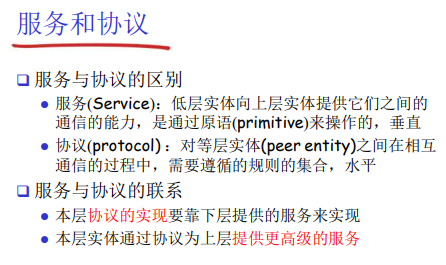 服务和协议
服务与协议的区别
服务(Service)：低层实体向上层实体提供它们之间的
通信的能力，是通过原语(primitive)来操作的，垂直
协议(protocol)：对等层实体(peer entity)之间在相互
通信的过程中，需要遵循的规则的集合，水平
服务与协议的联系
本层协议的实现要靠下层提供的服务来实现
本层实体通过协议为上层提供更高级的服务